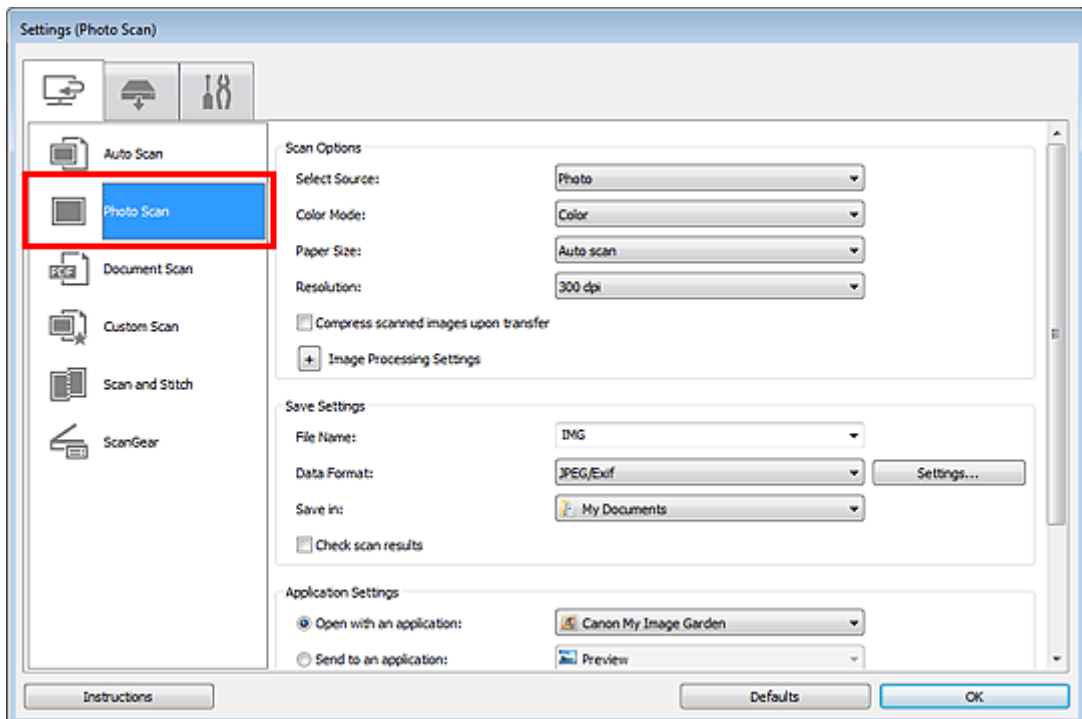 Settings (Photo Scan)
Auto Scan
Photo Scan
Document Scan
Custom Scan
Scan and Stitch
ScanGear
Scan Options
Select Source: Photo
Color Mode: Color
Paper Size: Auto scan
Resolution: 300 dpi
Compress scanned images upon transfer
+ Image Processing Settings
Save Settings
File Name: IMG
Data Format: JPEG/Exif Settings...
Save in: My Documents
Check scan results
Application Settings
Open with an application: Canon My Image Garden
Send to an application: Preview
Instructions Defaults OK